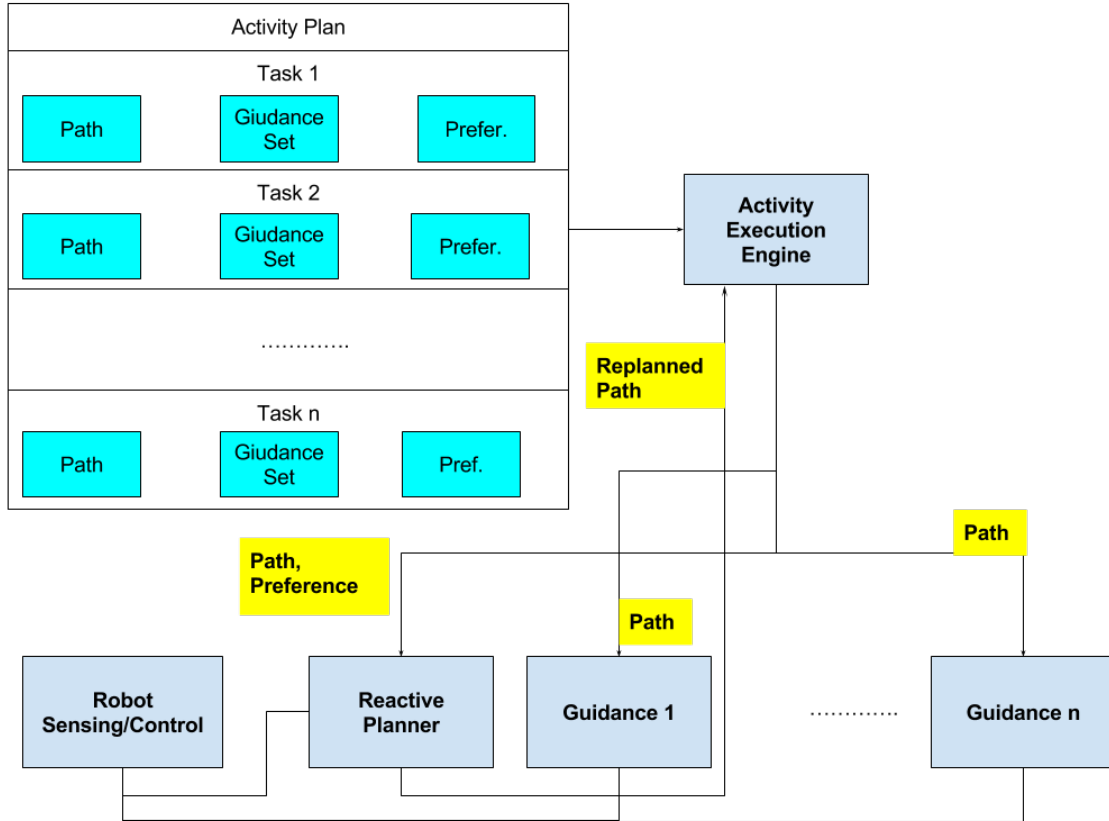 Activity Plan
Task 1
Path
Giudance
Set
Prefer.
Task 2
Path
Giudance
Set
Prefer.
………….
Task n
Path
Giudance
Set
Pref.
Activity
Execution
Engine
Replanned
Path
Path,
Preference
Path
Path
Robot
Sensing/Control
Reactive
Planner
Guidance 1
………….
Guidance n